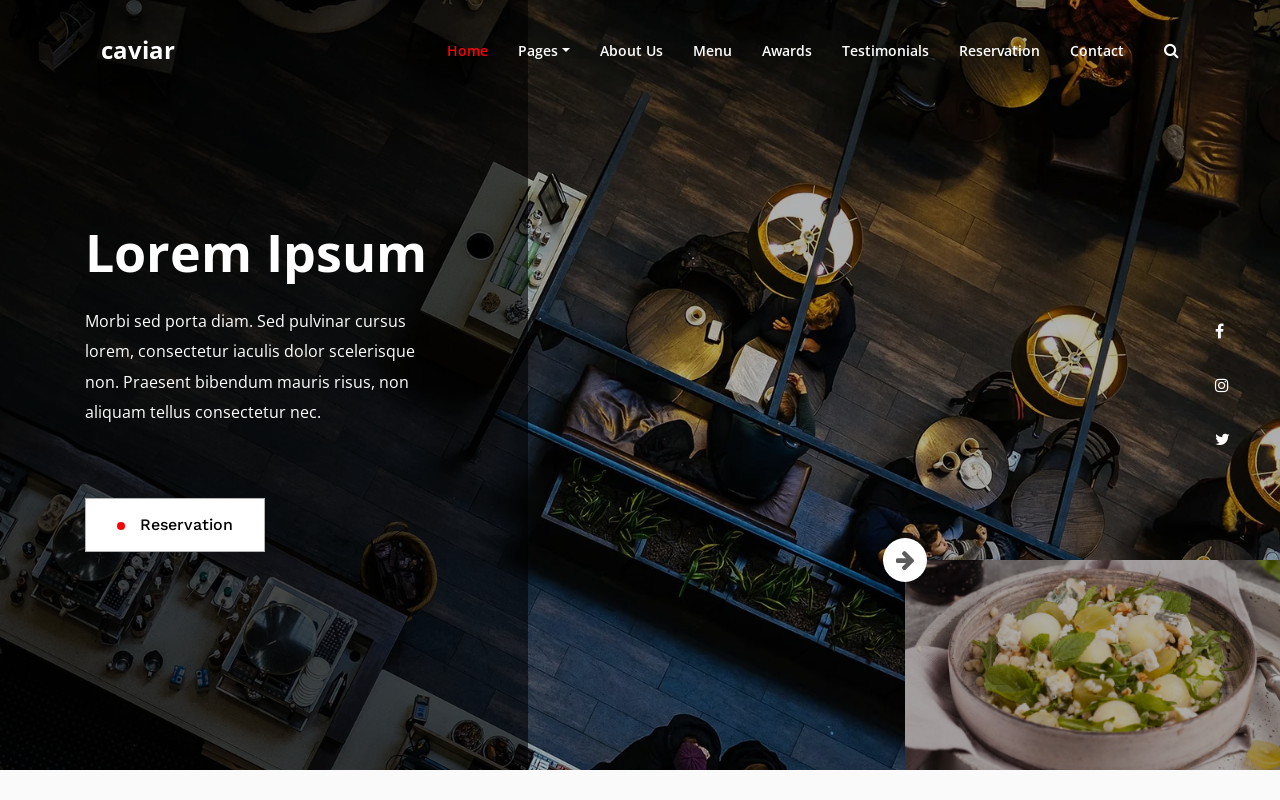 caviar
Home Pages About Us Menu Awards Testimonials Reservation Contact
Lorem Ipsum
Morbi sed porta diam. Sed pulvinar cursus
lorem, consectetur iaculis dolor scelerisque
non. Praesent bibendum mauris risus, non
aliquam tellus consectetur nec.
Reservation